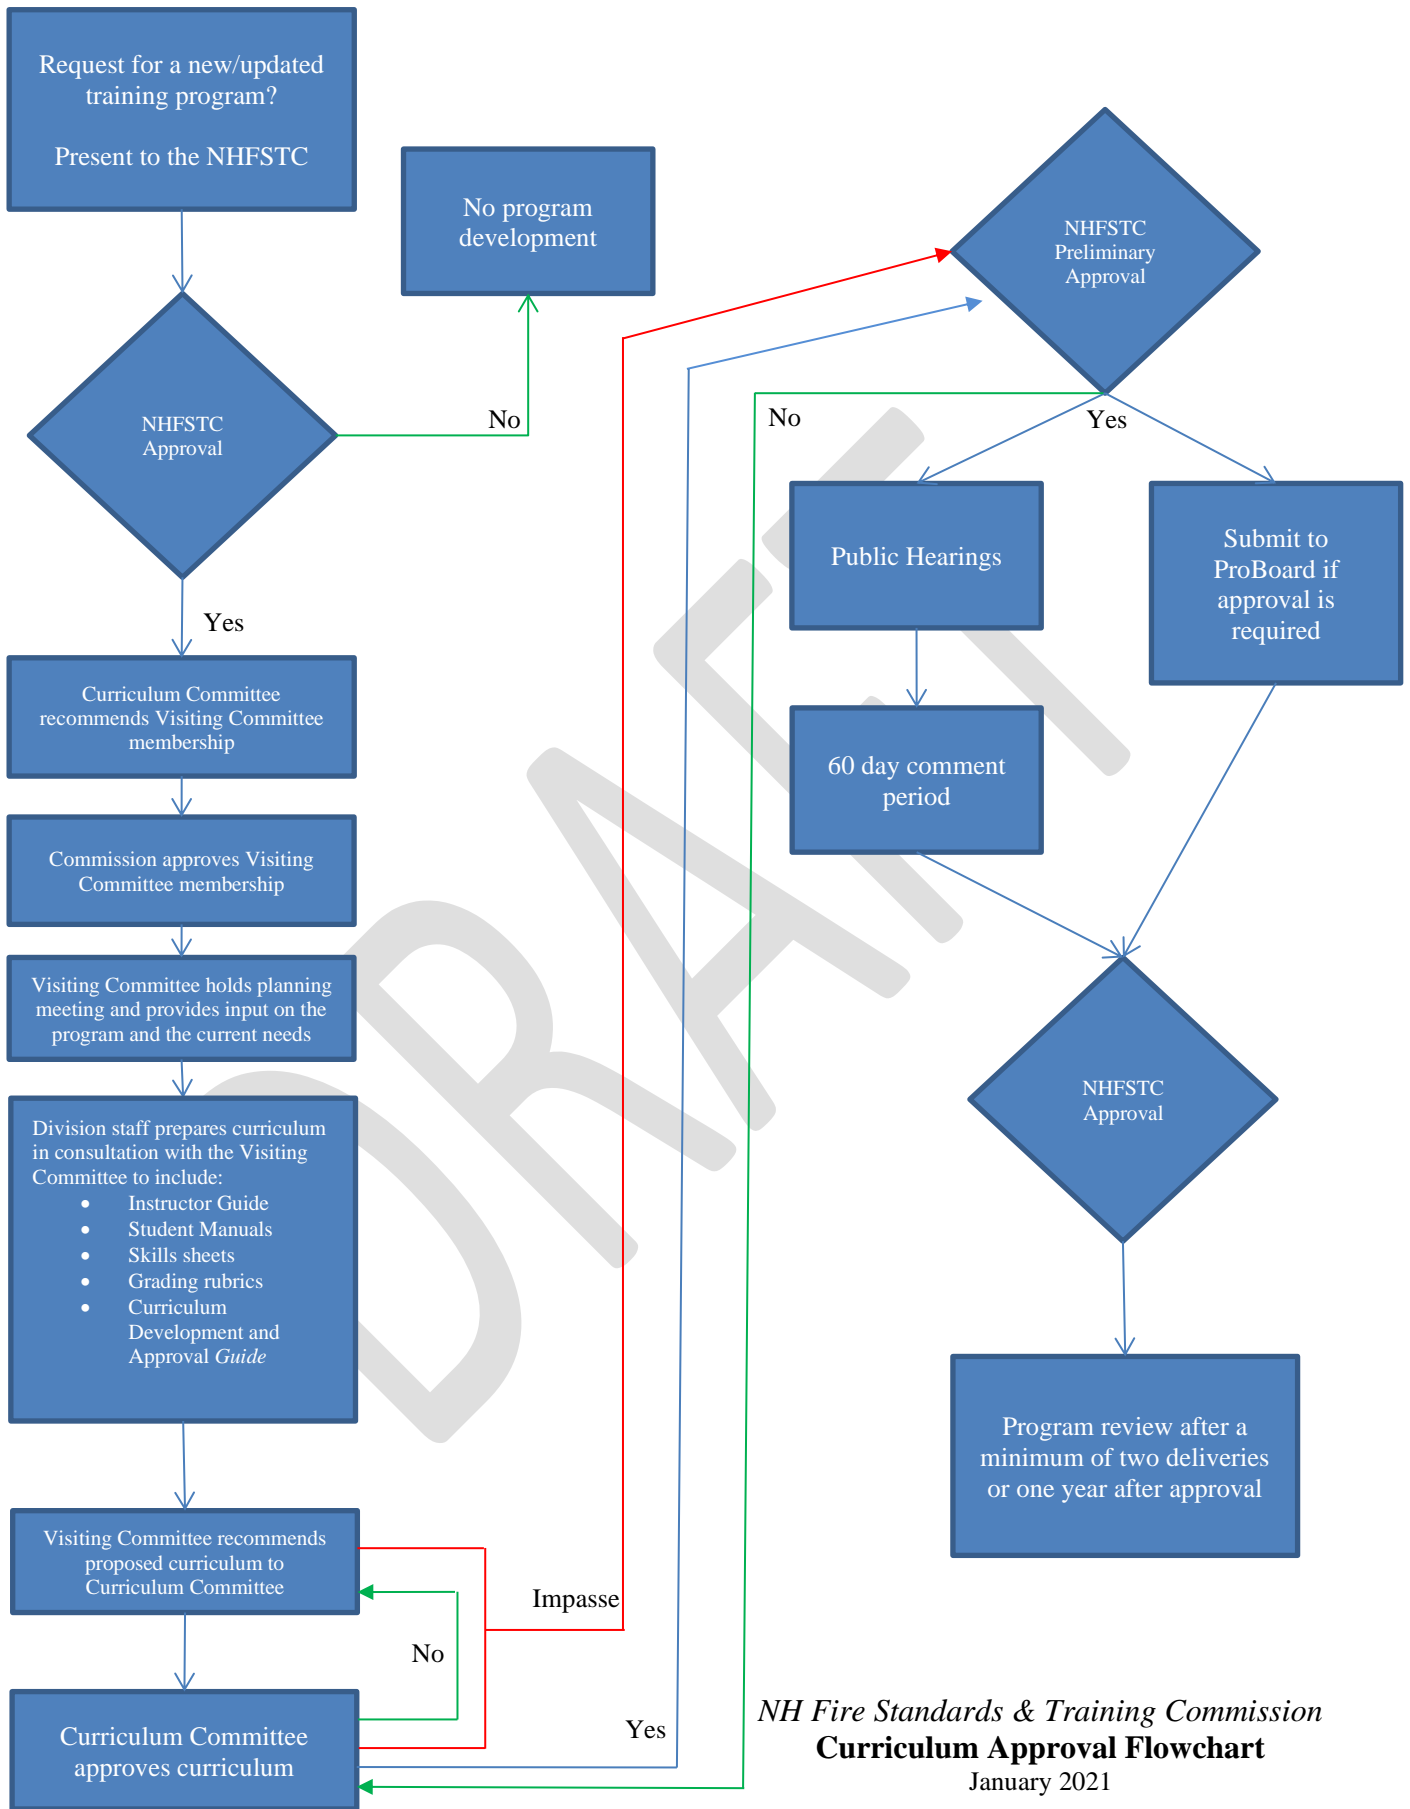 Request for a new/updated
training program?
Present to the NHFSTC
No program
development
NHFSTC
Approval
No
Yes
Curriculum Committee
recommends Visiting Committee
membership
Commission approves Visiting
Committee membership
Visiting Committee holds planning
meeting and provides input on the
program and the current needs
Division staff prepares curriculum
in consultation with the Visiting
Committee to include:
• Instructor Guide
• Student Manuals
• Skills sheets
• Grading rubrics
• Curriculum
Development and
Approval Guide
Visiting Committee recommends
proposed curriculum to
Curriculum Committee
Impasse
No
Curriculum Committee
approves curriculum
Yes
NHFSTC
Preliminary
Approval
No
Yes
Public Hearings
Submit to
ProBoard if
approval is
required
60 day comment
period
NHFSTC
Approval
Program review after a
minimum of two deliveries
or one year after approval
NH Fire Standards & Training Commission
Curriculum Approval Flowchart
January 2021
DRAFT